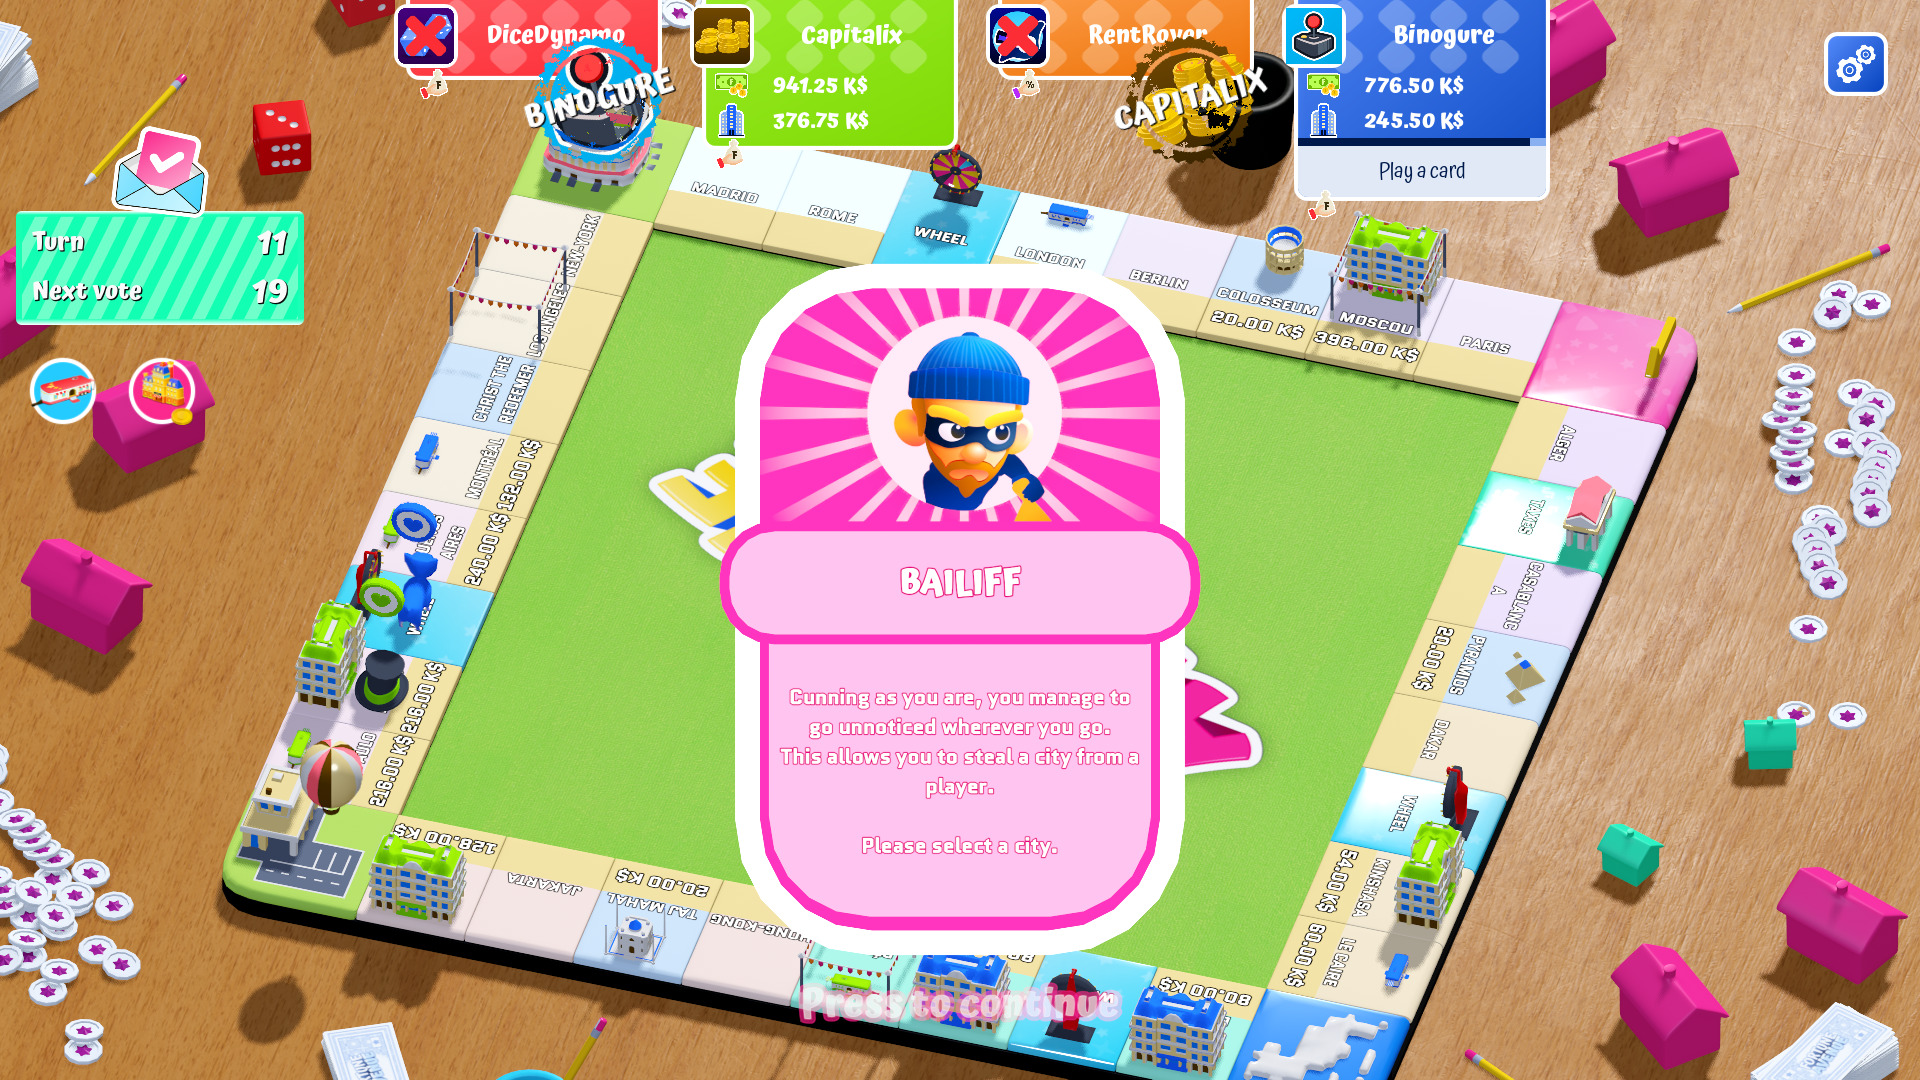 DiceDynamo
Capitalix
941.25 K$
376.75 K$
RentRover
Binogure
776.50 K$
245.50 K$
Play a card
BINOGURE
CAPITALIX
Turn 11
Next vote 19
MADRID
ROME
WHEEL
LONDON
BERLIN
COLOSSEUM
20.00 K$
MOSCOU
396.00 K$
PARIS
NEW-YORK
LOS ANGELES
CHRIST THE
REDEEMER
MONTRÉAL
132.00 K$
AIRES
240.00 K$
216.00 K$
216.00 K$
128.00 K$
JAKARTA
20.00 K$
TAJ MAHAL
HONG-KONG
80.00 K$
ALGER
TAXES
CASABLANC
A
PYRAMIDS
20.00 K$
DAKAR
WHEEL
KINSHASA
54.00 K$
LE CAIRE
60.00 K$
BAILIFF
Cunning as you are, you manage to
go unnoticed wherever you go.
This allows you to steal a city from a
player.
Please select a city.
Press to continue